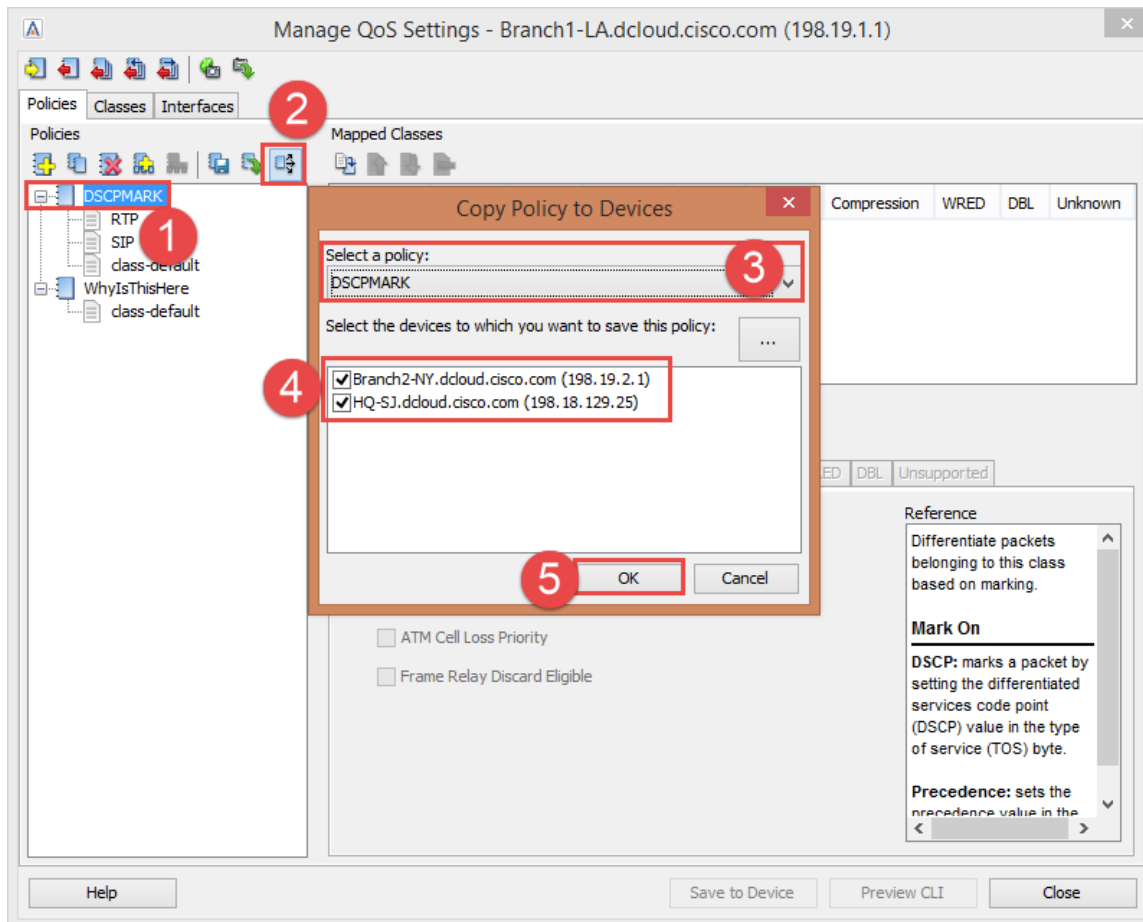 Manage QoS Settings - Branch1-LA.dcloud.cisco.com (198.19.1.1)
Policies Classes Interfaces
Policies
2
DSCPMARK
RTP
SIP
class-default
1
WhyIsThisHere
class-default
Mapped Classes
Compression WRED DBL Unknown
Copy Policy to Devices
Select a policy:
DSCPMARK
3
Select the devices to which you want to save this policy:
...
4
Branch2-NY.dcloud.cisco.com (198.19.2.1)
HQ-SJ.dcloud.cisco.com (198.18.129.25)
5
OK Cancel
ED DBL Unsupported
ATM Cell Loss Priority
Frame Relay Discard Eligible
Reference
Differentiate packets
belonging to this class
based on marking.
Mark On
DSCP: marks a packet by
setting the differentiated
services code point
(DSCP) value in the type
of service (TOS) byte.
Precedence: sets the
precedence value in the
Help Save to Device Preview CLI Close